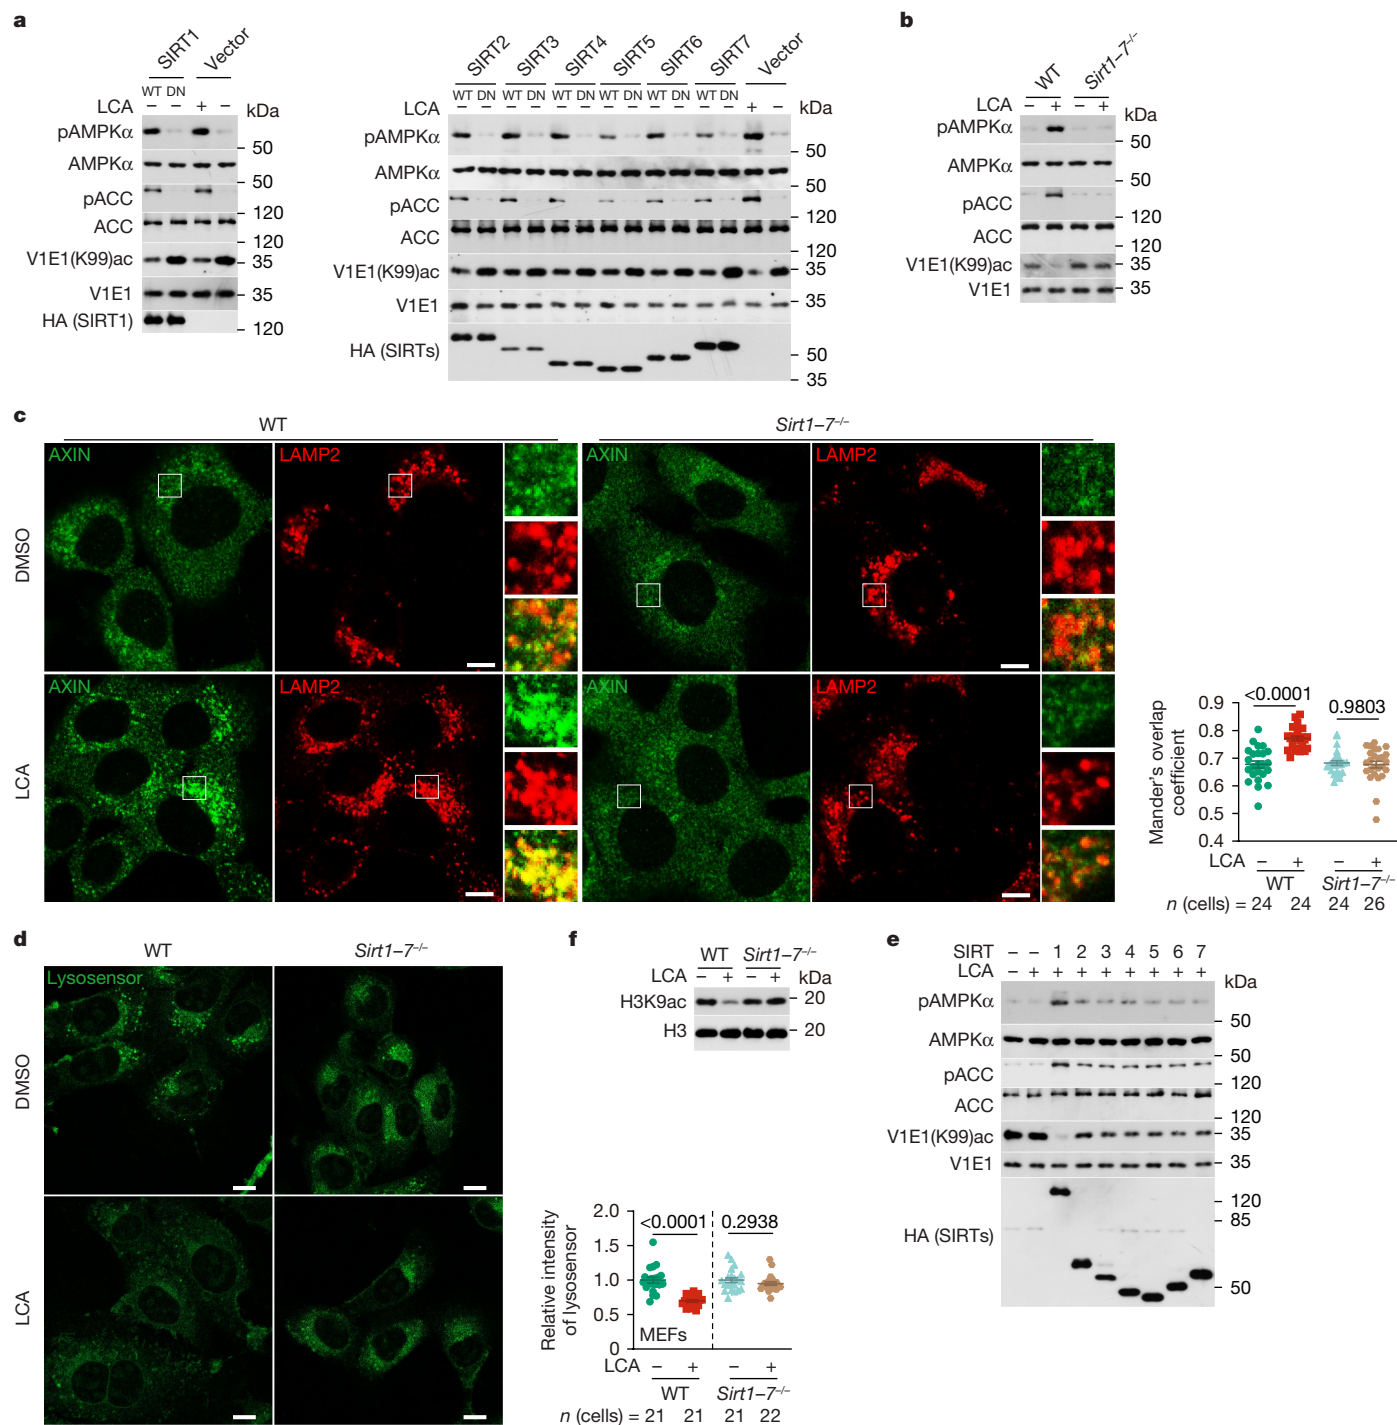 a
SIRT1 Vector
WT DN
LCA − − + − kDa
pAMPKα
50
AMPKα
50
pACC
120
ACC
120
V1E1(K99)ac 35
V1E1 35
HA (SIRT1) 120
SIRT2 SIRT3 SIRT4 SIRT5 SIRT6 SIRT7 Vector
WT DN WT DN WT DN WT DN WT DN WT DN
LCA − − − − − − − − − − − − + − kDa
pAMPKα
50
AMPKα
50
pACC
120
ACC
120
V1E1(K99)ac 35
V1E1 35
HA (SIRTs) 50
35
b
WT Sirt1–7−/−
LCA − + − + kDa
pAMPKα
50
AMPKα
50
pACC
120
ACC
120
V1E1(K99)ac 35
V1E1 35
c
WT Sirt1–7−/−
DMSO
AXIN LAMP2 AXIN LAMP2
LCA
AXIN LAMP2 AXIN LAMP2
Mander's overlap
coefficient
0.9
0.8
0.7
0.6
0.5
0.4
<0.0001 0.9803
LCA − + − +
WT Sirt1–7−/−
n (cells) = 24 24 24 26
d
WT Sirt1–7−/−
DMSO
Lysosensor
LCA
Relative intensity
of lysosensor
2.0
1.5
1.0
0.5
0
<0.0001 0.2938
MEFs
LCA − + − +
WT Sirt1–7−/−
n (cells) = 21 21 21 22
f
WT Sirt1–7−/−
LCA − + − + kDa
H3K9ac 20
H3 20
e
SIRT − − 1 2 3 4 5 6 7
LCA − + + + + + + + + kDa
pAMPKα
50
AMPKα
50
pACC
120
ACC
120
V1E1(K99)ac 35
V1E1 35
120
85
HA (SIRTs)
50